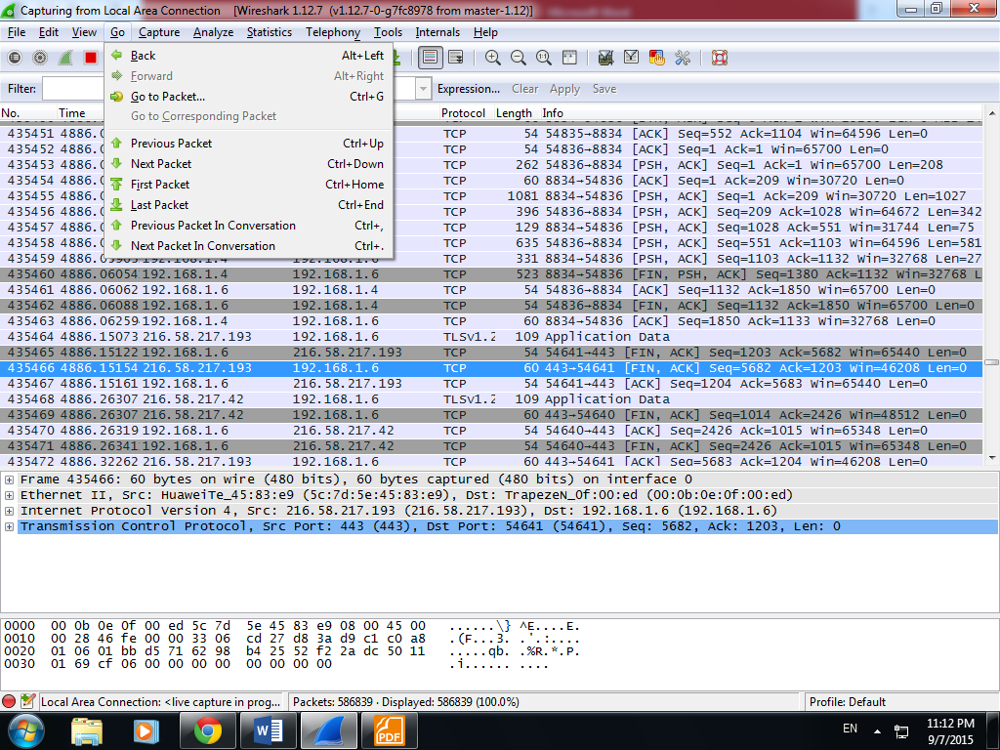 Capturing from Local Area Connection [Wireshark 1.12.7 (v1.12.7-0-g7fc8978 from master-1.12)]
File Edit View Go Capture Analyze Statistics Telephony Tools Internals Help
Filter: Expression... Clear Apply Save
Back Alt+Left
Forward Alt+Right
Go to Packet... Ctrl+G
Go to Corresponding Packet
Previous Packet Ctrl+Up
Next Packet Ctrl+Down
First Packet Ctrl+Home
Last Packet Ctrl+End
Previous Packet In Conversation Ctrl+,
Next Packet In Conversation Ctrl+.
No. Time Protocol Length Info
435451 4886.0 TCP 54 54835→8834 [ACK] Seq=552 Ack=1104 Win=64596 Len=0
435452 4886.0 TCP 54 54836→8834 [ACK] Seq=1 Ack=1 Win=65700 Len=0
435453 4886.0 TCP 262 54836→8834 [PSH, ACK] Seq=1 Ack=1 Win=65700 Len=208
435454 4886.0 TCP 60 8834→54836 [ACK] Seq=1 Ack=209 Win=30720 Len=0
435455 4886.0 TCP 1081 8834→54836 [PSH, ACK] Seq=1 Ack=209 Win=30720 Len=1027
435456 4886.0 TCP 396 54836→8834 [PSH, ACK] Seq=209 Ack=1028 Win=64672 Len=342
435457 4886.0 TCP 129 8834→54836 [PSH, ACK] Seq=1028 Ack=551 Win=31744 Len=75
435458 4886.0 TCP 635 54836→8834 [PSH, ACK] Seq=551 Ack=1103 Win=64596 Len=581
435459 TCP 331 8834→54836 [PSH, ACK] Seq=1103 Ack=1132 Win=32768 Len=27
435460 4886.06054 192.168.1.4 192.168.1.6 TCP 523 8834→54836 [FIN, PSH, ACK] Seq=1380 Ack=1132 Win=32768 L
435461 4886.06062 192.168.1.6 192.168.1.4 TCP 54 54836→8834 [ACK] Seq=1132 Ack=1850 Win=65700 Len=0
435462 4886.06088 192.168.1.6 192.168.1.4 TCP 54 54836→8834 [FIN, ACK] Seq=1132 Ack=1850 Win=65700 Len=0
435463 4886.06259 192.168.1.4 192.168.1.6 TCP 60 8834→54836 [ACK] Seq=1850 Ack=1133 Win=32768 Len=0
435464 4886.15073 216.58.217.193 192.168.1.6 TLSv1.2 109 Application Data
435465 4886.15122 192.168.1.6 216.58.217.193 TCP 54 54641→443 [FIN, ACK] Seq=1203 Ack=5682 Win=65440 Len=0
435466 4886.15154 216.58.217.193 192.168.1.6 TCP 60 443→54641 [FIN, ACK] Seq=5682 Ack=1203 Win=46208 Len=0
435467 4886.15161 192.168.1.6 216.58.217.193 TCP 54 54641→443 [ACK] Seq=1204 Ack=5683 Win=65440 Len=0
435468 4886.26307 216.58.217.42 192.168.1.6 TLSv1.2 109 Application Data
435469 4886.26307 216.58.217.42 192.168.1.6 TCP 60 443→54640 [FIN, ACK] Seq=1014 Ack=2426 Win=48512 Len=0
435470 4886.26319 192.168.1.6 216.58.217.42 TCP 54 54640→443 [ACK] Seq=2426 Ack=1015 Win=65348 Len=0
435471 4886.26341 192.168.1.6 216.58.217.42 TCP 54 54640→443 [FIN, ACK] Seq=2426 Ack=1015 Win=65348 Len=0
435472 4886.32262 216.58.217.193 192.168.1.6 TCP 60 443→54641 [ACK] Seq=5683 Ack=1204 Win=46208 Len=0
Frame 435466: 60 bytes on wire (480 bits), 60 bytes captured (480 bits) on interface 0
Ethernet II, Src: HuaweiTe_45:83:e9 (5c:7d:5e:45:83:e9), Dst: TrapezeN_0f:00:ed (00:0b:0e:0f:00:ed)
Internet Protocol Version 4, Src: 216.58.217.193 (216.58.217.193), Dst: 192.168.1.6 (192.168.1.6)
Transmission Control Protocol, Src Port: 443 (443), Dst Port: 54641 (54641), Seq: 5682, Ack: 1203, Len: 0
0000 00 0b 0e 0f 00 ed 5c 7d 5e 45 83 e9 08 00 45 00 ......\} ^E....E.
0010 00 28 46 fe 00 00 33 06 cd 27 d8 3a d9 c1 c0 a8 .(F...3. .'.:....
0020 01 06 01 bb d5 71 62 98 b4 25 52 f2 2a dc 50 11 .....qb. .%R.*.P.
0030 01 69 cf 06 00 00 00 00 00 00 00 00 .i...... ....
Local Area Connection: <live capture in prog... Packets: 586839 · Displayed: 586839 (100.0%) Profile: Default
EN 11:12 PM
9/7/2015